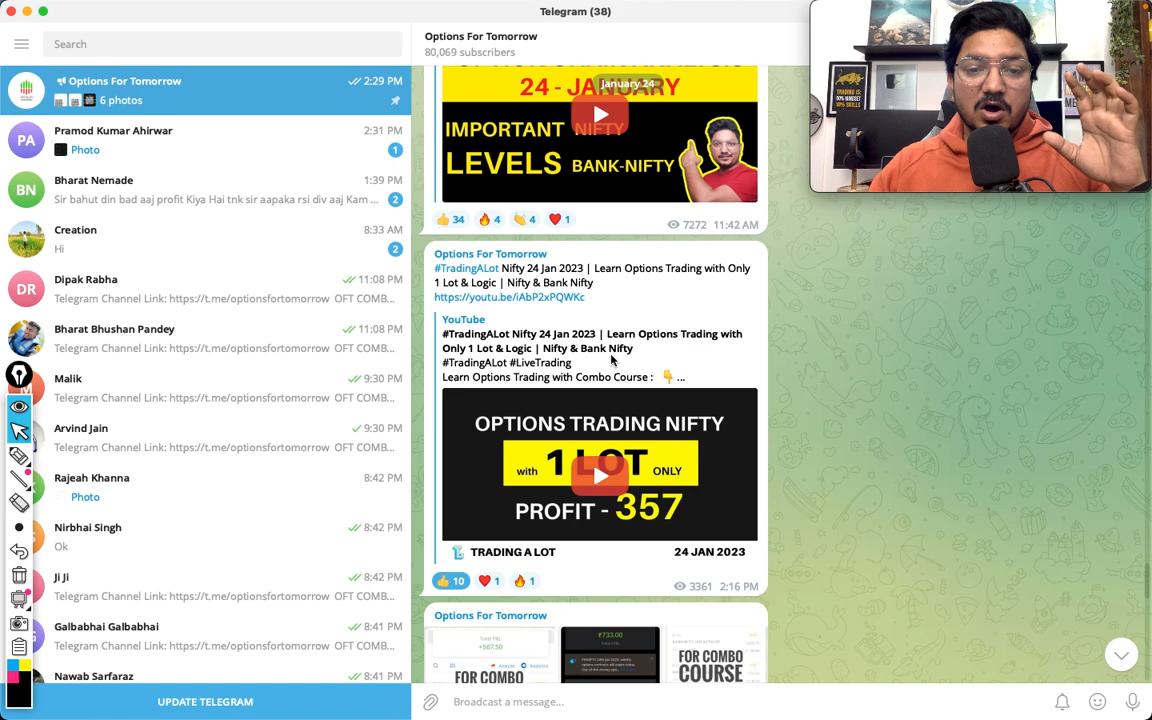 Telegram (38)
Search
Options For Tomorrow
2:29 PM
6 photos
PA
Pramod Kumar Ahirwar
2:31 PM
Photo
1
BN
Bharat Nemade
1:39 PM
Sir bahut din bad aaj profit Kiya Hai tnk sir aapaka rsi div aaj Kam ...
2
Creation
8:33 AM
Hi
2
DR
Dipak Rabha
11:08 PM
Telegram Channel Link: https://t.me/optionsfortomorrow OFT COMB...
Bharat Bhushan Pandey
11:08 PM
Telegram Channel Link: https://t.me/optionsfortomorrow OFT COMB...
Malik
9:30 PM
Telegram Channel Link: https://t.me/optionsfortomorrow OFT COMB...
Arvind Jain
9:30 PM
Telegram Channel Link: https://t.me/optionsfortomorrow OFT COMB...
Rajeah Khanna
8:42 PM
Photo
Nirbhai Singh
8:42 PM
Ok
Ji Ji
8:42 PM
Telegram Channel Link: https://t.me/optionsfortomorrow OFT COMB...
Galbabhai Galbabhai
8:41 PM
Telegram Channel Link: https://t.me/optionsfortomorrow OFT COMB...
Nawab Sarfaraz
8:41 PM
UPDATE TELEGRAM
Options For Tomorrow
80,069 subscribers
January 24
24 - JANUARY
IMPORTANT NIFTY
LEVELS BANK-NIFTY
34 4 4 1
7272 11:42 AM
Options For Tomorrow
#TradingALot Nifty 24 Jan 2023 | Learn Options Trading with Only
1 Lot & Logic | Nifty & Bank Nifty
https://youtu.be/iAbP2xPQWKc
YouTube
#TradingALot Nifty 24 Jan 2023 | Learn Options Trading with
Only 1 Lot & Logic | Nifty & Bank Nifty
#TradingALot #LiveTrading
Learn Options Trading with Combo Course : 👇 ...
OPTIONS TRADING NIFTY
with 1 LOT ONLY
PROFIT - 357
TRADING A LOT
24 JAN 2023
10 1 1
3361 2:16 PM
Options For Tomorrow
+567.50
₹733.00
FOR COMBO
FOR COMBO
COURSE
Broadcast a message...